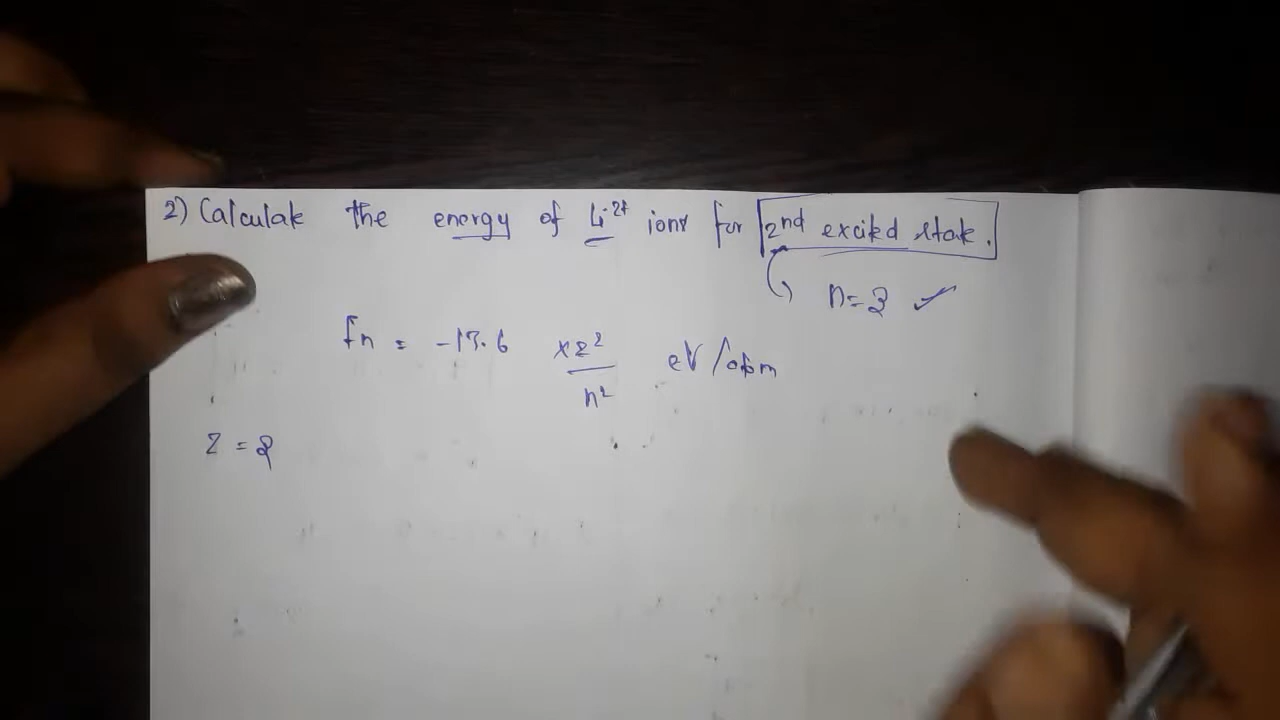 2) Calculate the energy of Li²⁺ ions for 2nd excited state.
n=3 ✓
En = -13.6 x z² / n² eV/atom
Z = 3